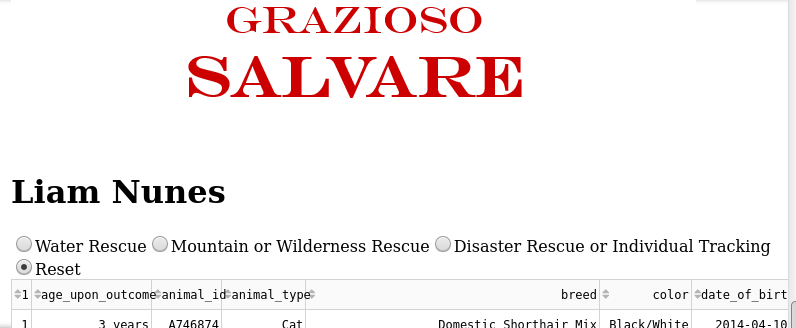 GRAZIOSO
SALVARE
Liam Nunes
Water Rescue Mountain or Wilderness Rescue Disaster Rescue or Individual Tracking
Reset
1 age_upon_outcome animal_id animal_type breed color date_of_birt
1 3 years A746874 Cat Domestic Shorthair Mix Black/White 2014-04-10